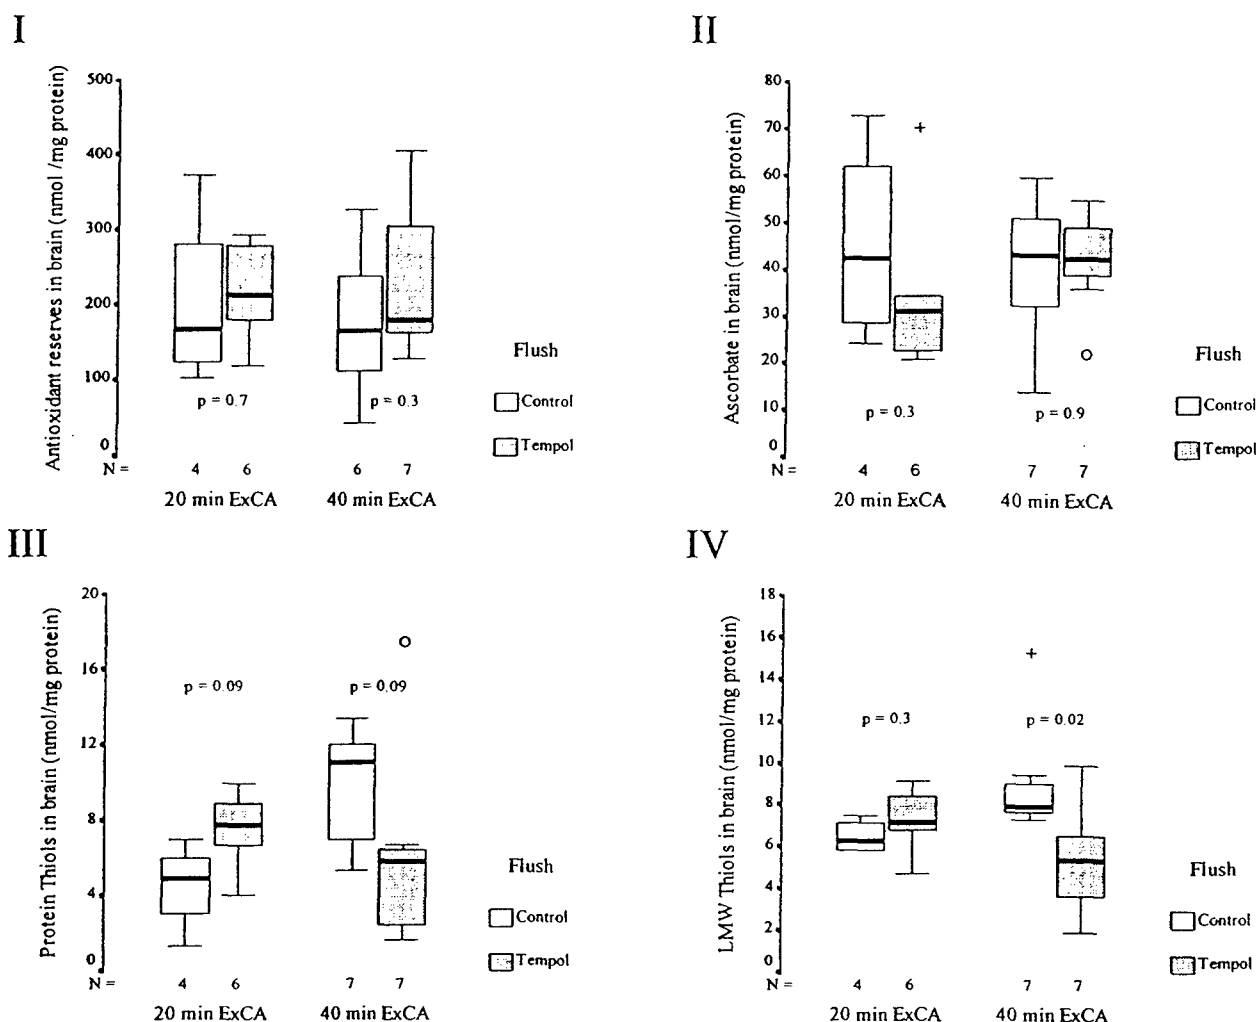 I
Antioxidant reserves in brain (nmol /mg protein)
500
400
300
200
100
0
p = 0.7
p = 0.3
Flush
Control
Tempol
N =
4
6
6
7
20 min ExCA
40 min ExCA
II
Ascorbate in brain (nmol/mg protein)
80
70
60
50
40
30
20
10
0
p = 0.3
p = 0.9
Flush
Control
Tempol
N =
4
6
7
7
20 min ExCA
40 min ExCA
III
Protein Thiols in brain (nmol/mg protein)
20
16
12
8
4
0
p = 0.09
p = 0.09
Flush
Control
Tempol
N =
4
6
7
7
20 min ExCA
40 min ExCA
IV
LMW Thiols in brain (nmol/mg protein)
18
16
14
12
10
8
6
4
2
0
p = 0.3
p = 0.02
Flush
Control
Tempol
N =
4
6
7
7
20 min ExCA
40 min ExCA